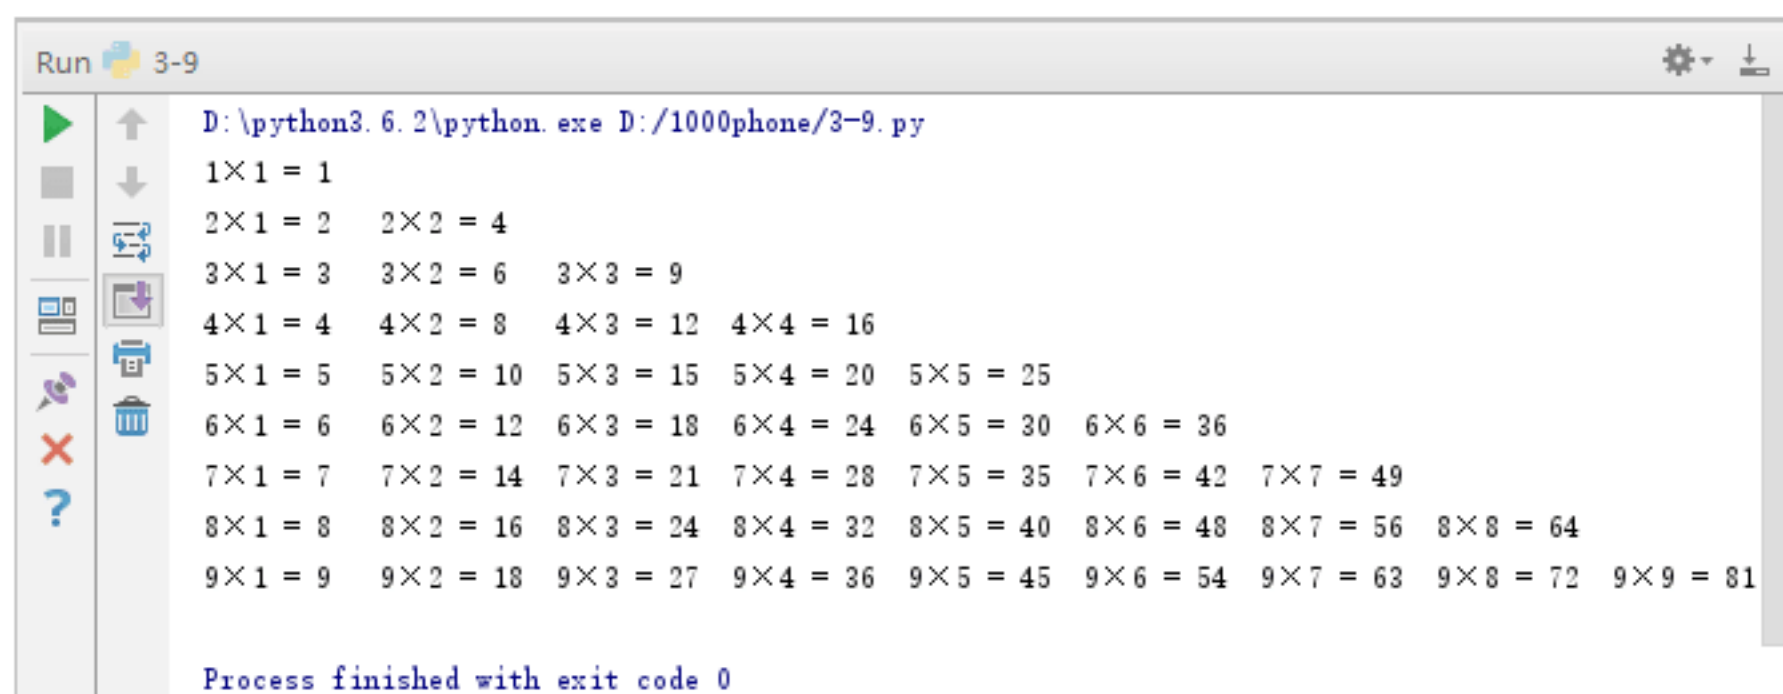 Run 3-9
D:\python3.6.2\python.exe D:/1000phone/3-9.py
1×1 = 1
2×1 = 2 2×2 = 4
3×1 = 3 3×2 = 6 3×3 = 9
4×1 = 4 4×2 = 8 4×3 = 12 4×4 = 16
5×1 = 5 5×2 = 10 5×3 = 15 5×4 = 20 5×5 = 25
6×1 = 6 6×2 = 12 6×3 = 18 6×4 = 24 6×5 = 30 6×6 = 36
7×1 = 7 7×2 = 14 7×3 = 21 7×4 = 28 7×5 = 35 7×6 = 42 7×7 = 49
8×1 = 8 8×2 = 16 8×3 = 24 8×4 = 32 8×5 = 40 8×6 = 48 8×7 = 56 8×8 = 64
9×1 = 9 9×2 = 18 9×3 = 27 9×4 = 36 9×5 = 45 9×6 = 54 9×7 = 63 9×8 = 72 9×9 = 81
Process finished with exit code 0